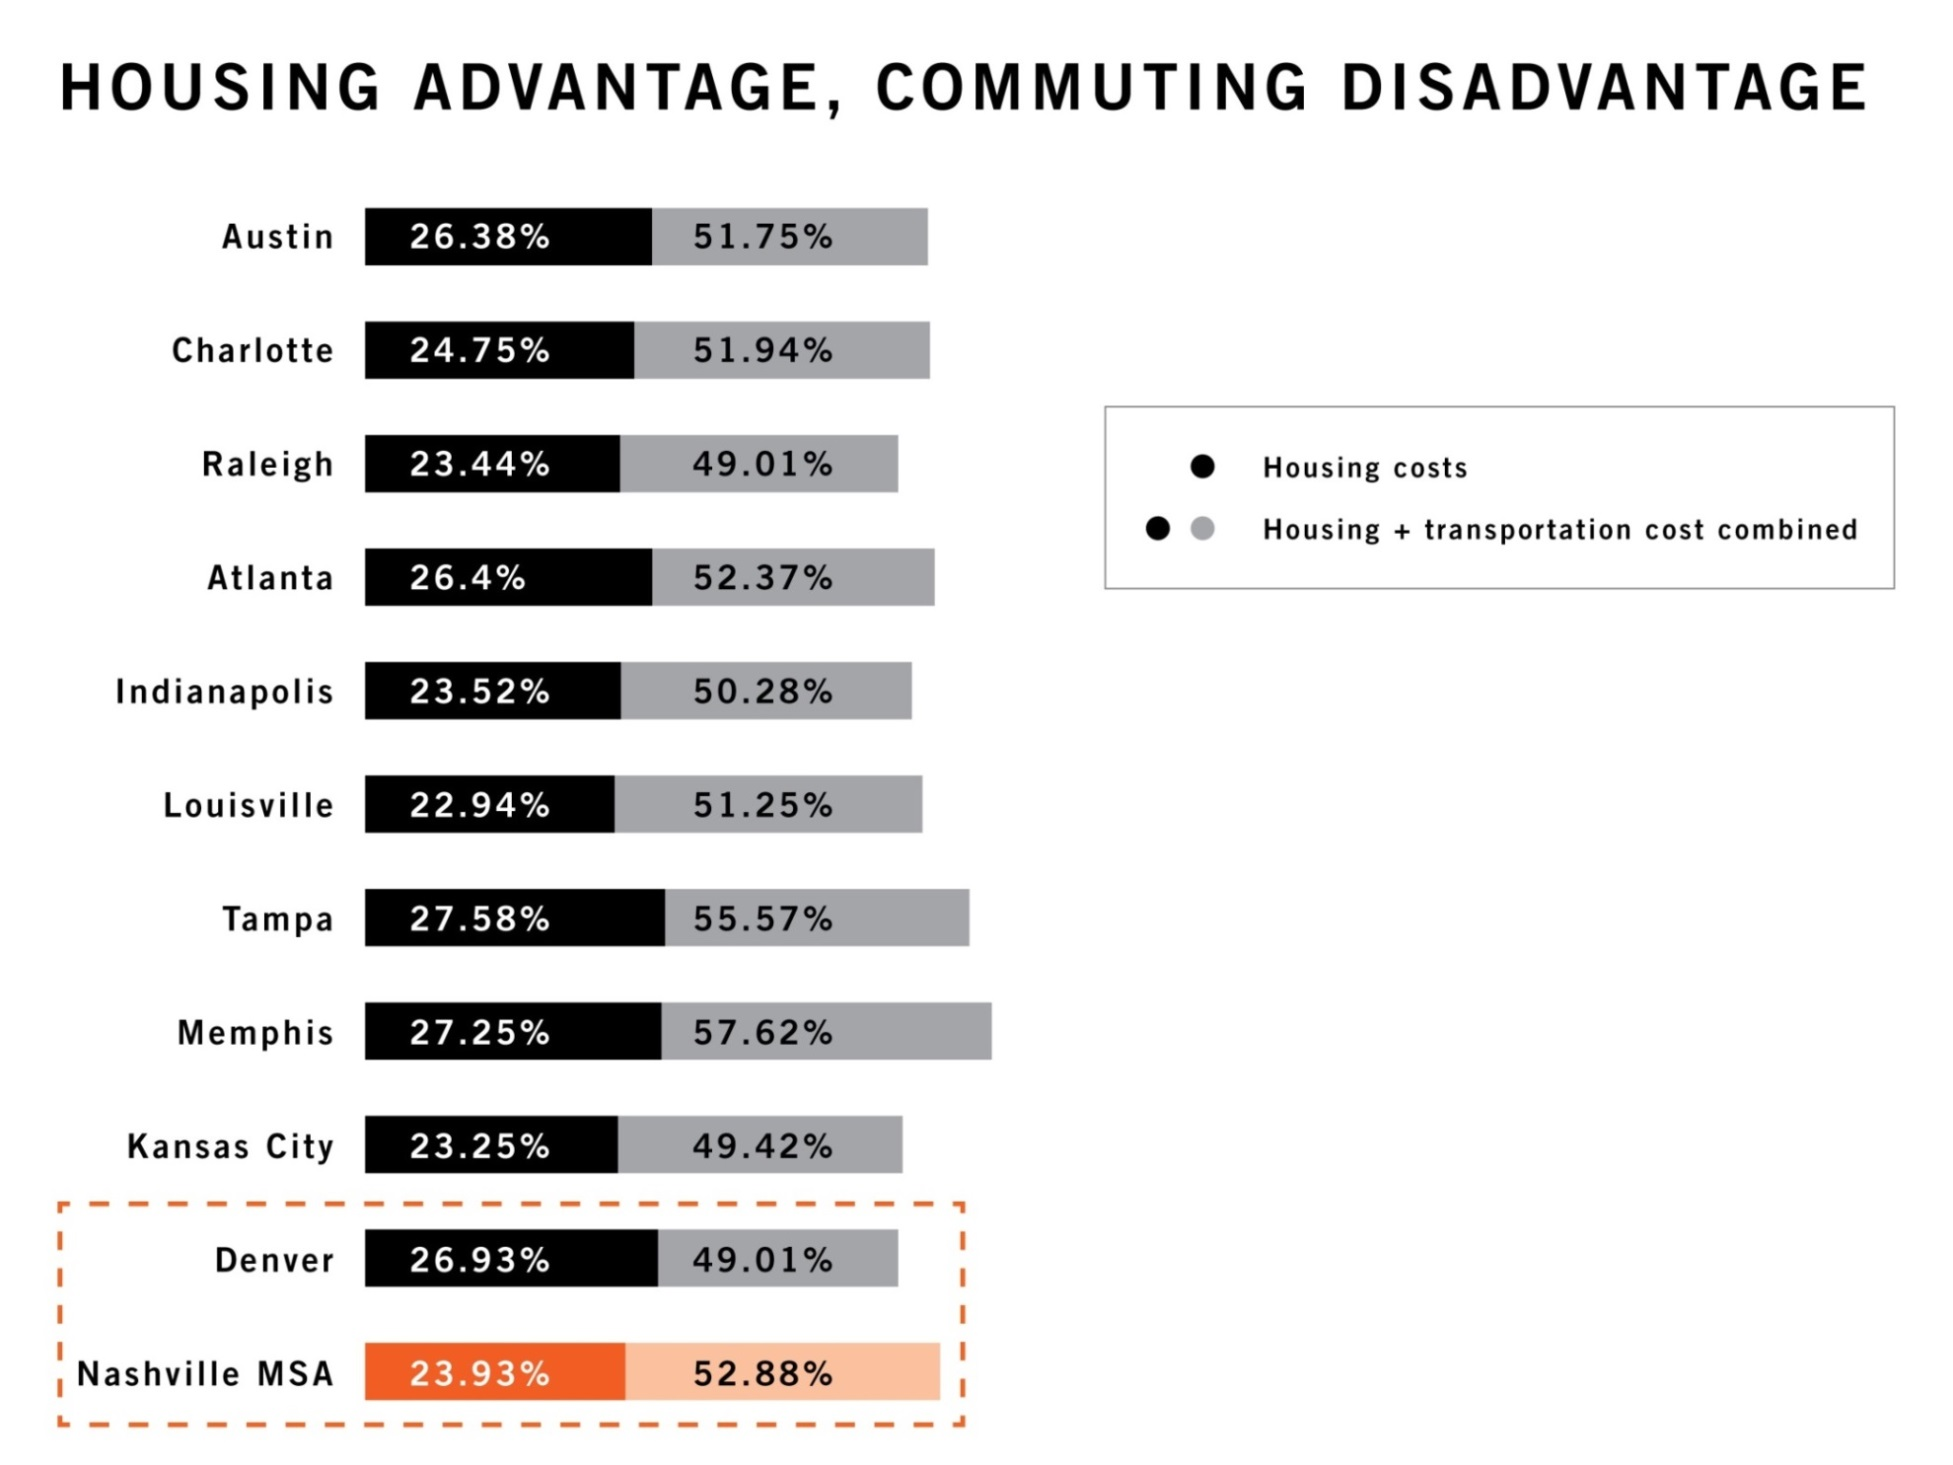 HOUSING ADVANTAGE, COMMUTING DISADVANTAGE
Austin 26.38% 51.75%
Charlotte 24.75% 51.94%
Raleigh 23.44% 49.01%
Atlanta 26.4% 52.37%
Indianapolis 23.52% 50.28%
Louisville 22.94% 51.25%
Tampa 27.58% 55.57%
Memphis 27.25% 57.62%
Kansas City 23.25% 49.42%
Denver 26.93% 49.01%
Nashville MSA 23.93% 52.88%
Housing costs
Housing + transportation cost combined